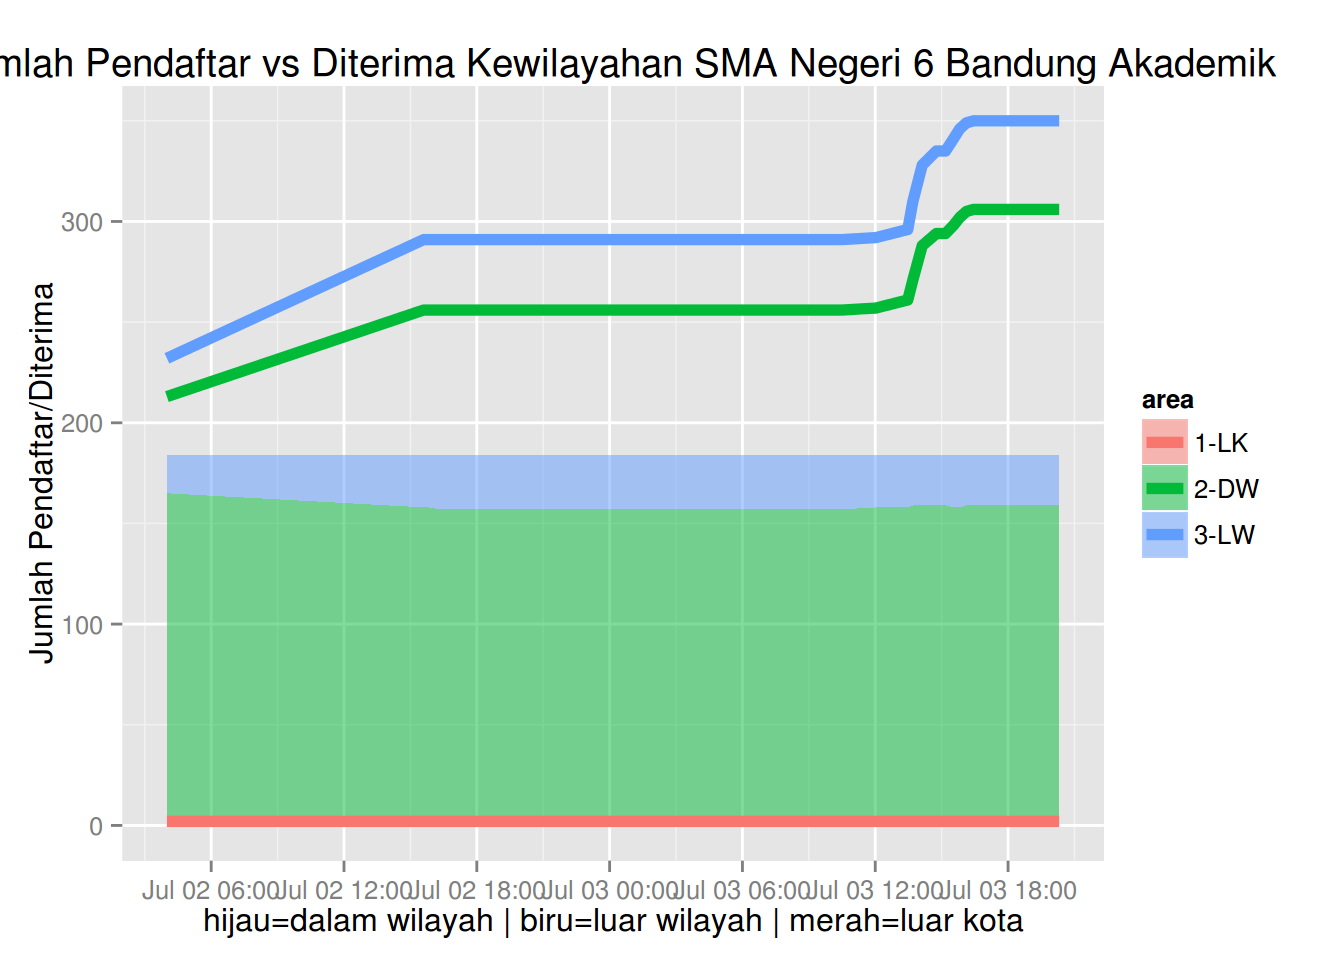 mlah Pendaftar vs Diterima Kewilayahan SMA Negeri 6 Bandung Akademik
Jumlah Pendaftar/Diterima
300
200
100
0
Jul 02 06:00
Jul 02 12:00
Jul 02 18:00
Jul 03 00:00
Jul 03 06:00
Jul 03 12:00
Jul 03 18:00
hijau=dalam wilayah | biru=luar wilayah | merah=luar kota
area
1-LK
2-DW
3-LW